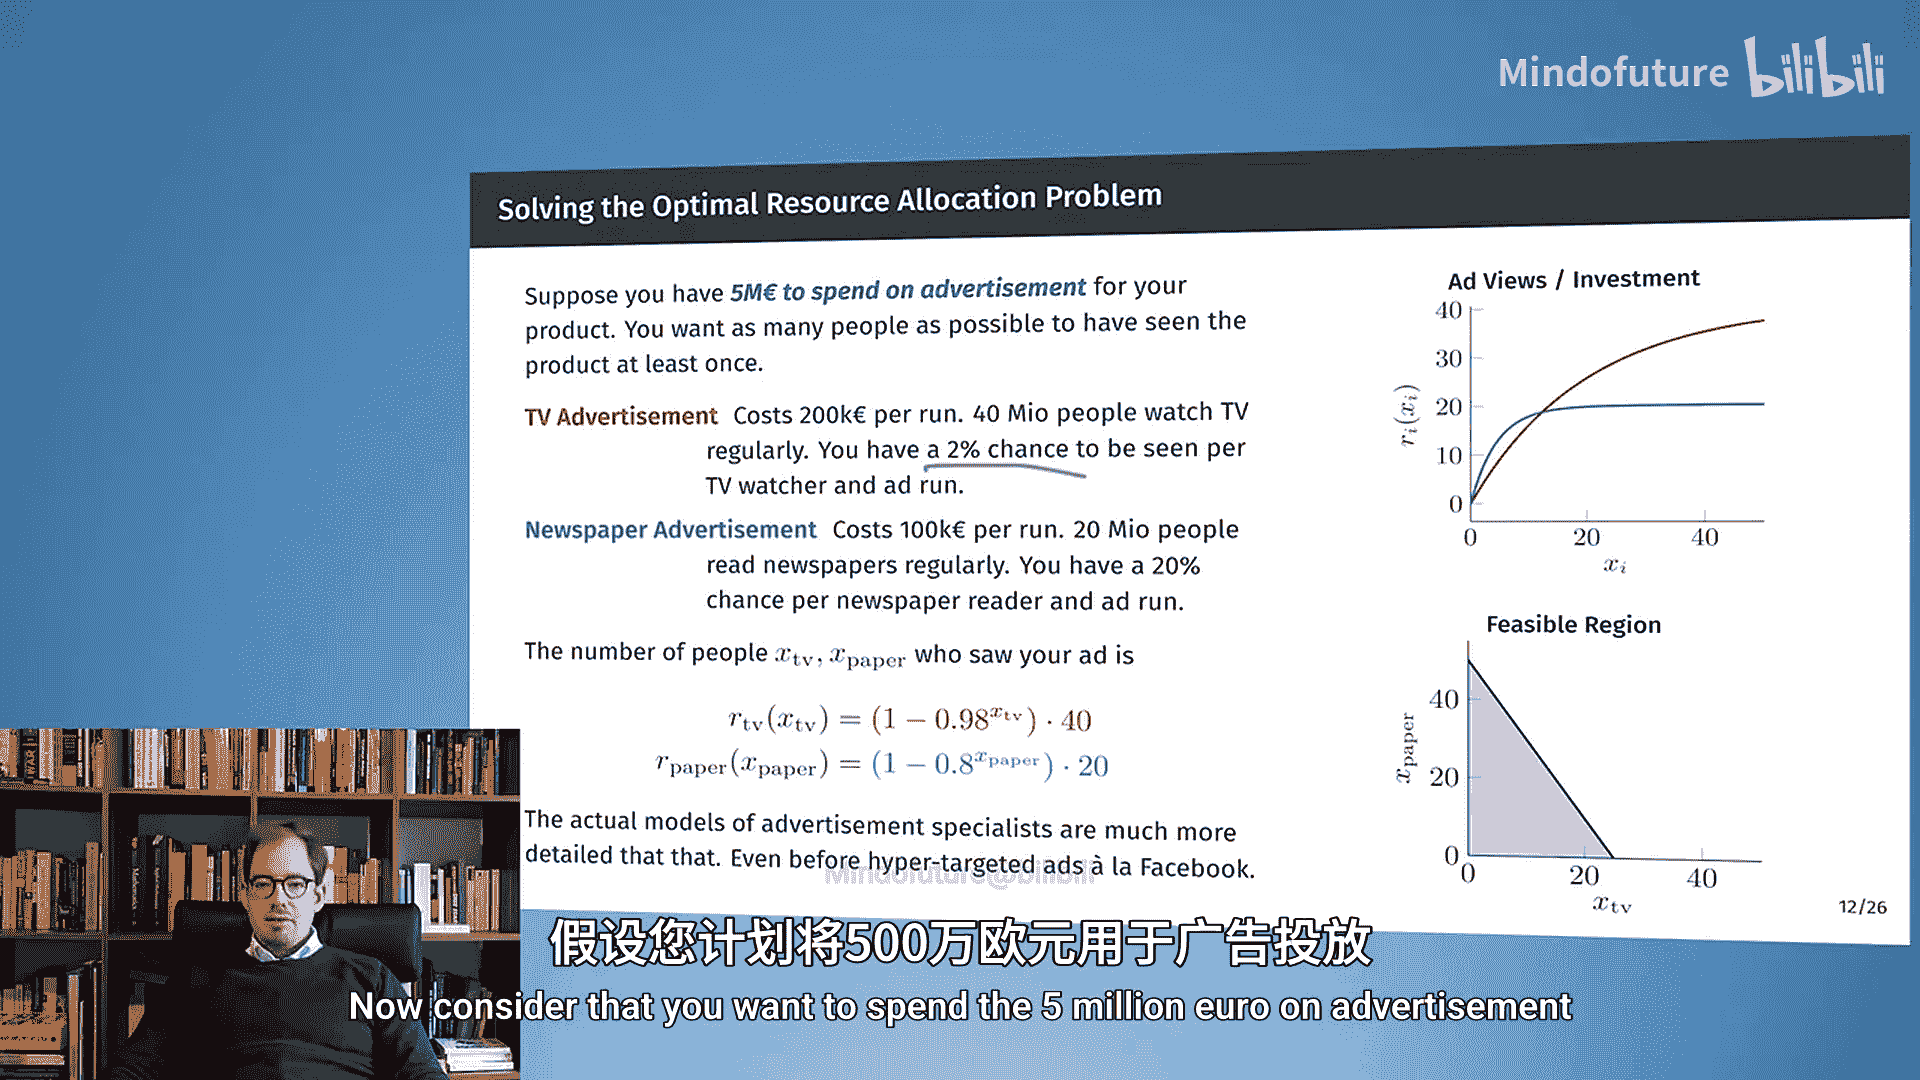 Mindofuture bilibili
Solving the Optimal Resource Allocation Problem
Suppose you have 5M€ to spend on advertisement for your
product. You want as many people as possible to have seen the
product at least once.
TV Advertisement Costs 200k€ per run. 40 Mio people watch TV
regularly. You have a 2% chance to be seen per
TV watcher and ad run.
Newspaper Advertisement Costs 100k€ per run. 20 Mio people
read newspapers regularly. You have a 20%
chance per newspaper reader and ad run.
The number of people x_tv, x_paper who saw your ad is
r_tv(x_tv) = (1 − 0.98^x_tv) · 40
r_paper(x_paper) = (1 − 0.8^x_paper) · 20
The actual models of advertisement specialists are much more
detailed that that. Even before hyper-targeted ads à la Facebook.
Mindofuture@bilibili
Ad Views / Investment
40
30
20
10
0
r_i(x_i)
0 20 40
x_i
Feasible Region
40
20
0
x_paper
0 20 40
x_tv
12/26
假设您计划将500万欧元用于广告投放
Now consider that you want to spend the 5 million euro on advertisement